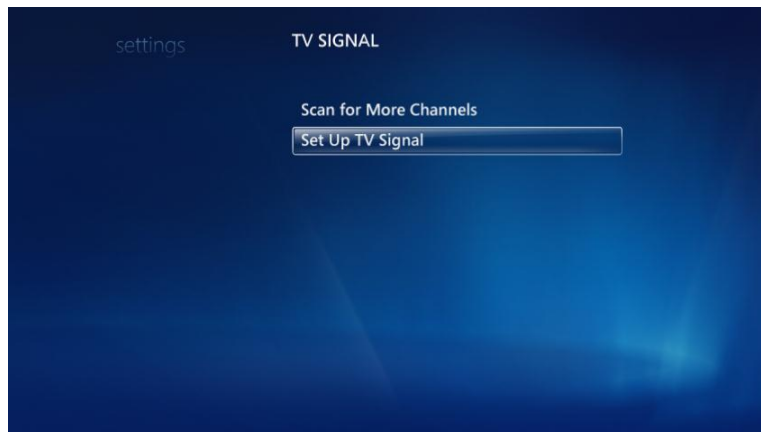 settings
TV SIGNAL
Scan for More Channels
Set Up TV Signal